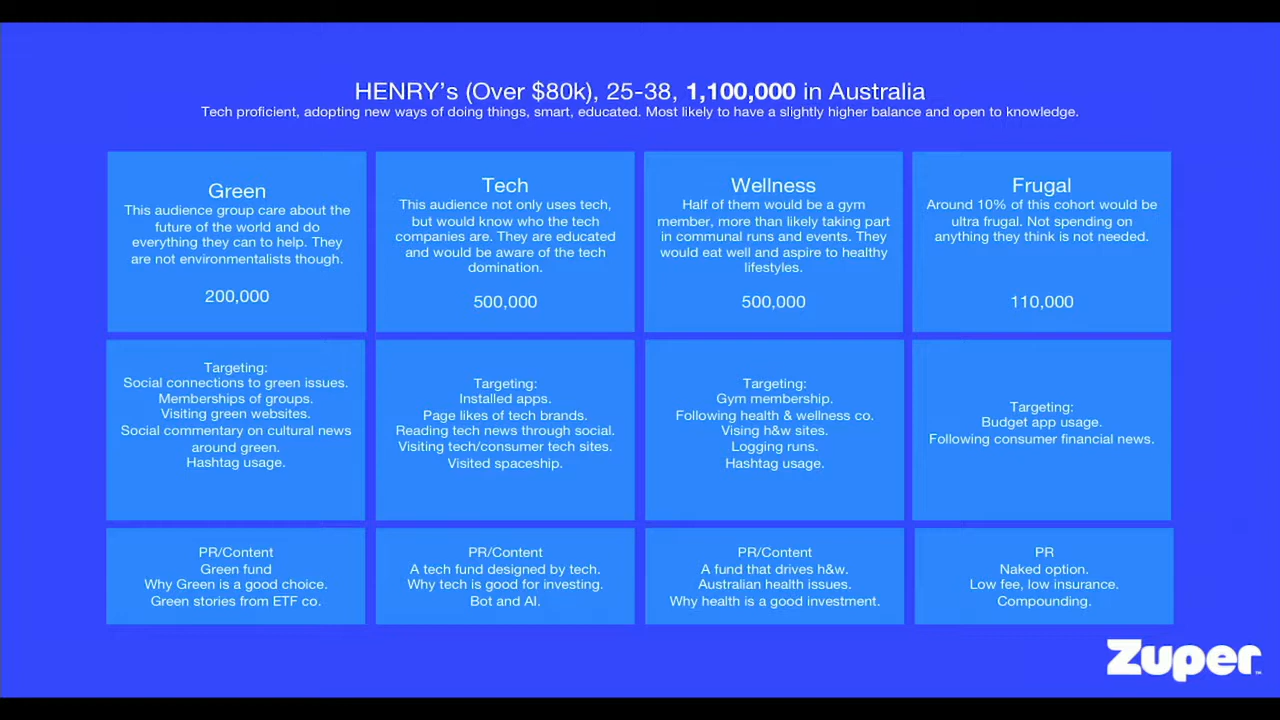 HENRY’s (Over $80k), 25-38, 1,100,000 in Australia
Tech proficient, adopting new ways of doing things, smart, educated. Most likely to have a slightly higher balance and open to knowledge.
Green
This audience group care about the
future of the world and do
everything they can to help. They
are not environmentalists though.
200,000
Tech
This audience not only uses tech,
but would know who the tech
companies are. They are educated
and would be aware of the tech
domination.
500,000
Wellness
Half of them would be a gym
member, more than likely taking part
in communal runs and events. They
would eat well and aspire to healthy
lifestyles.
500,000
Frugal
Around 10% of this cohort would be
ultra frugal. Not spending on
anything they think is not needed.
110,000
Targeting:
Social connections to green issues.
Memberships of groups.
Visiting green websites.
Social commentary on cultural news
around green.
Hashtag usage.
Targeting:
Installed apps.
Page likes of tech brands.
Reading tech news through social.
Visiting tech/consumer tech sites.
Visited spaceship.
Targeting:
Gym membership.
Following health & wellness co.
Vising h&w sites.
Logging runs.
Hashtag usage.
Targeting:
Budget app usage.
Following consumer financial news.
PR/Content
Green fund
Why Green is a good choice.
Green stories from ETF co.
PR/Content
A tech fund designed by tech.
Why tech is good for investing.
Bot and AI.
PR/Content
A fund that drives h&w.
Australian health issues.
Why health is a good investment.
PR
Naked option.
Low fee, low insurance.
Compounding.
Zuper™